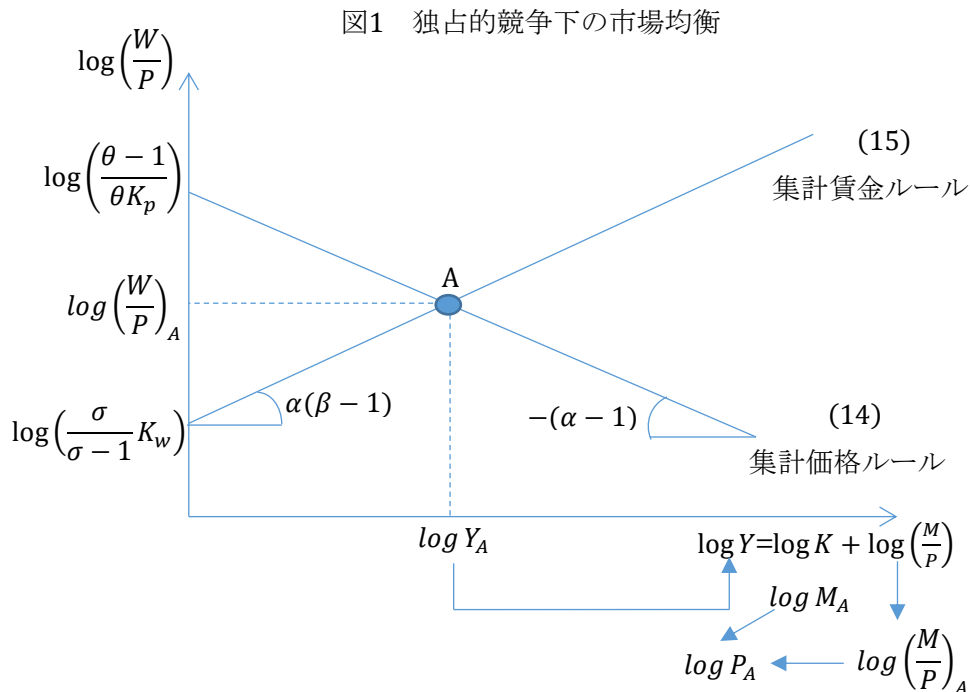 図1 独占的競争下の市場均衡
log(W/P)
(15)
集計賃金ルール
log((θ − 1)/(θK_p))
A
log(W/P)_A
α(β − 1)
−(α − 1)
(14)
集計価格ルール
log(σ/(σ − 1) K_w)
log Y_A
log Y=log K + log(M/P)
log M_A
log P_A
log(M/P)_A